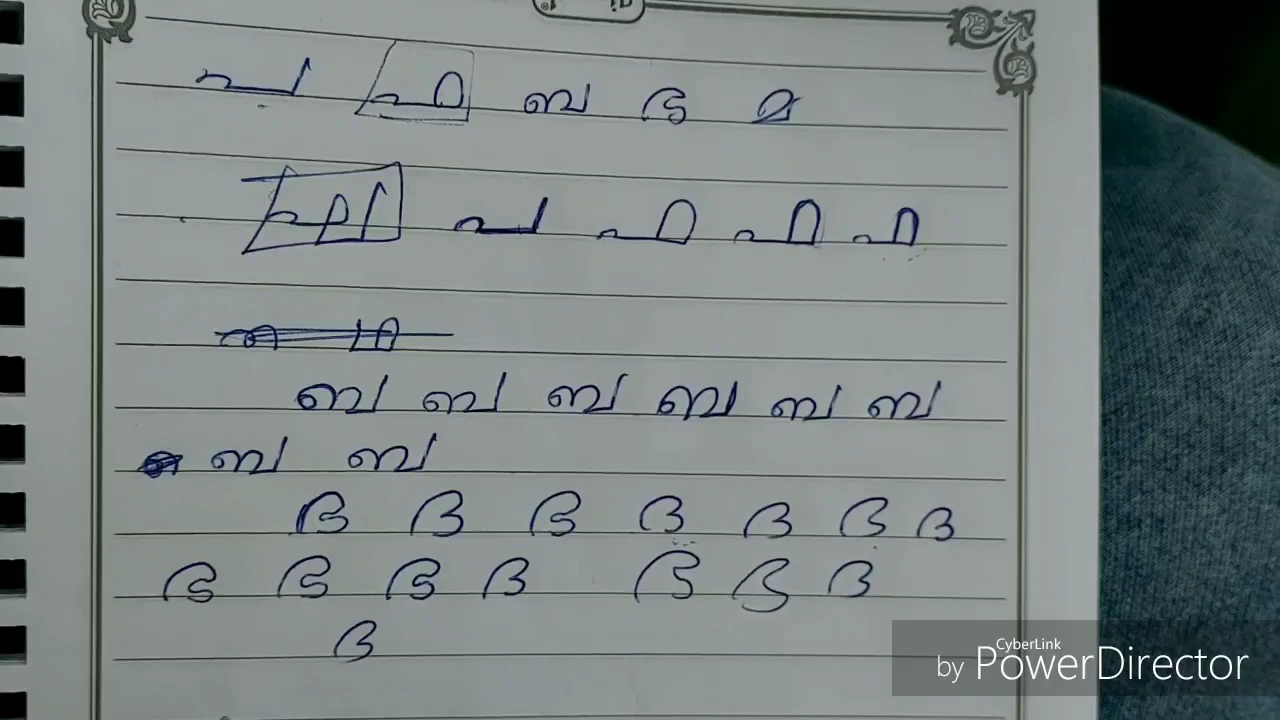 പ ഫ ബ ഭ മ
പ ഫ ഫ ഫ
ബ ബ ബ ബ ബ ബ
ബ ബ
ഭ ഭ ഭ ഭ ഭ ഭ ഭ
ഭ ഭ ഭ ഭ ഭ ഭ ഭ
ഭ
CyberLink
by PowerDirector